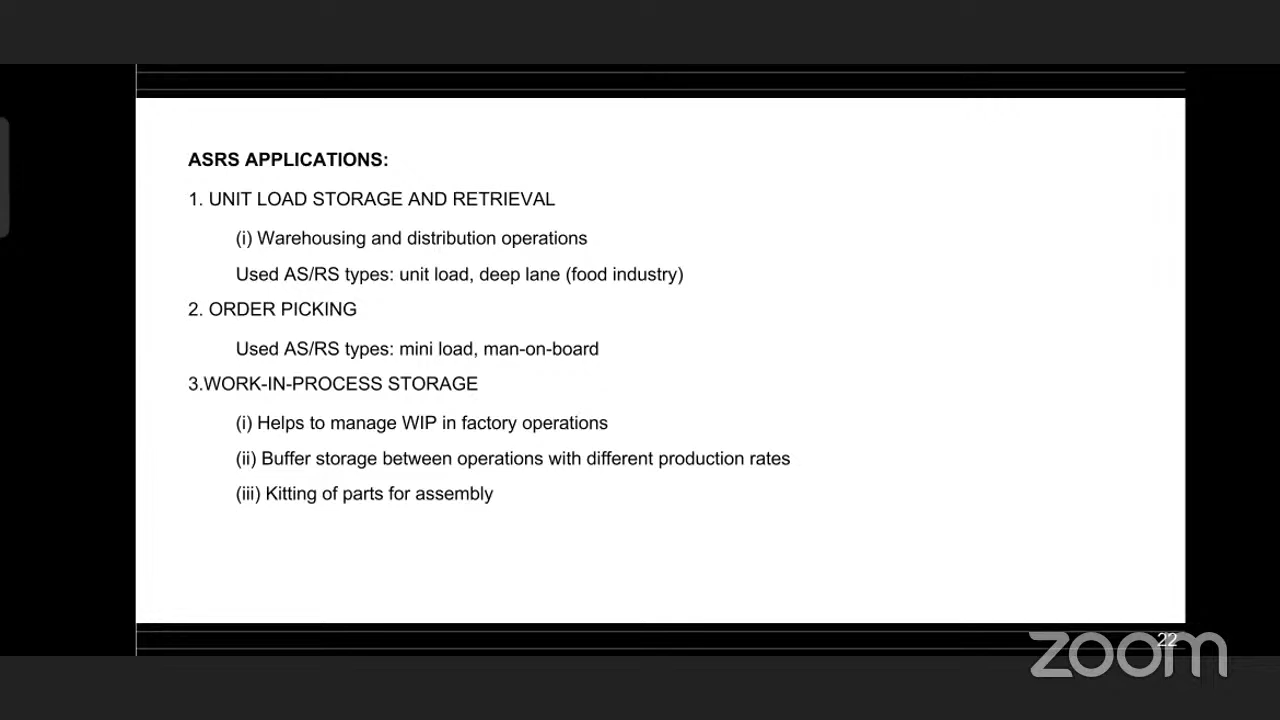 ASRS APPLICATIONS:
1. UNIT LOAD STORAGE AND RETRIEVAL
(i) Warehousing and distribution operations
Used AS/RS types: unit load, deep lane (food industry)
2. ORDER PICKING
Used AS/RS types: mini load, man-on-board
3.WORK-IN-PROCESS STORAGE
(i) Helps to manage WIP in factory operations
(ii) Buffer storage between operations with different production rates
(iii) Kitting of parts for assembly
22
zoom